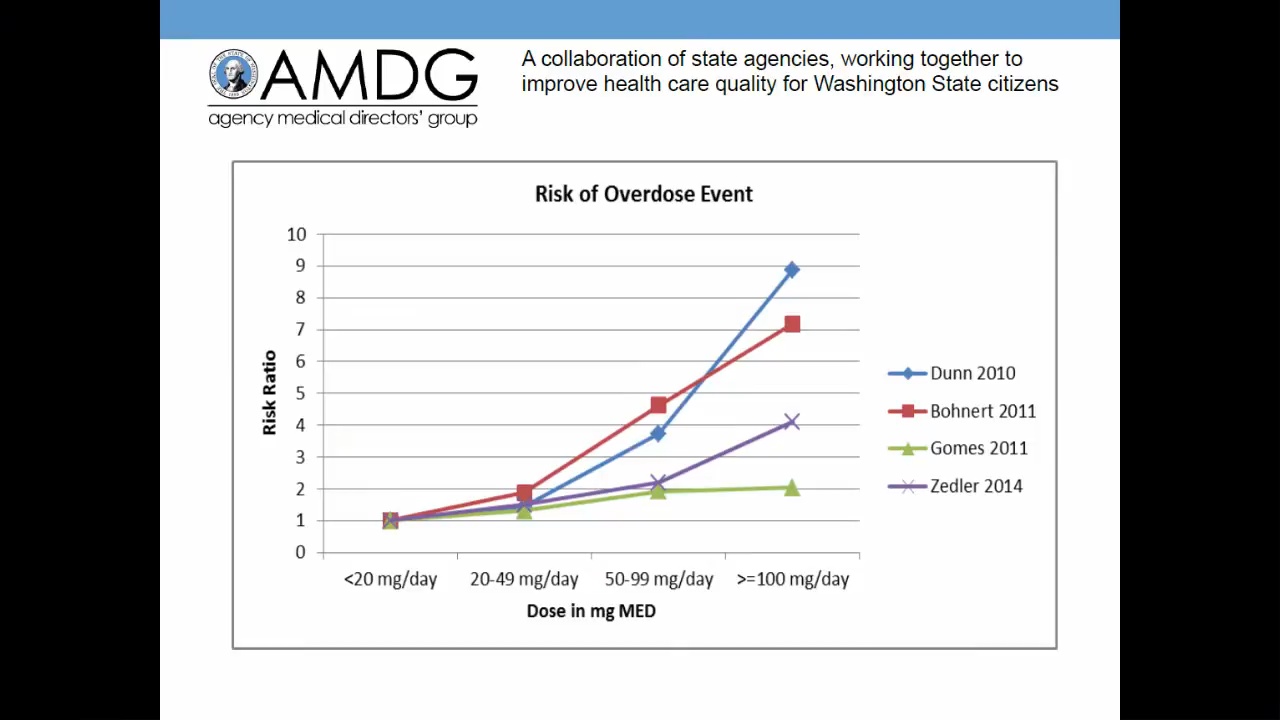 AMDG
agency medical directors' group
A collaboration of state agencies, working together to
improve health care quality for Washington State citizens
Risk of Overdose Event
10
9
8
7
6
5
4
3
2
1
0
Risk Ratio
<20 mg/day
20-49 mg/day
50-99 mg/day
>=100 mg/day
Dose in mg MED
Dunn 2010
Bohnert 2011
Gomes 2011
Zedler 2014